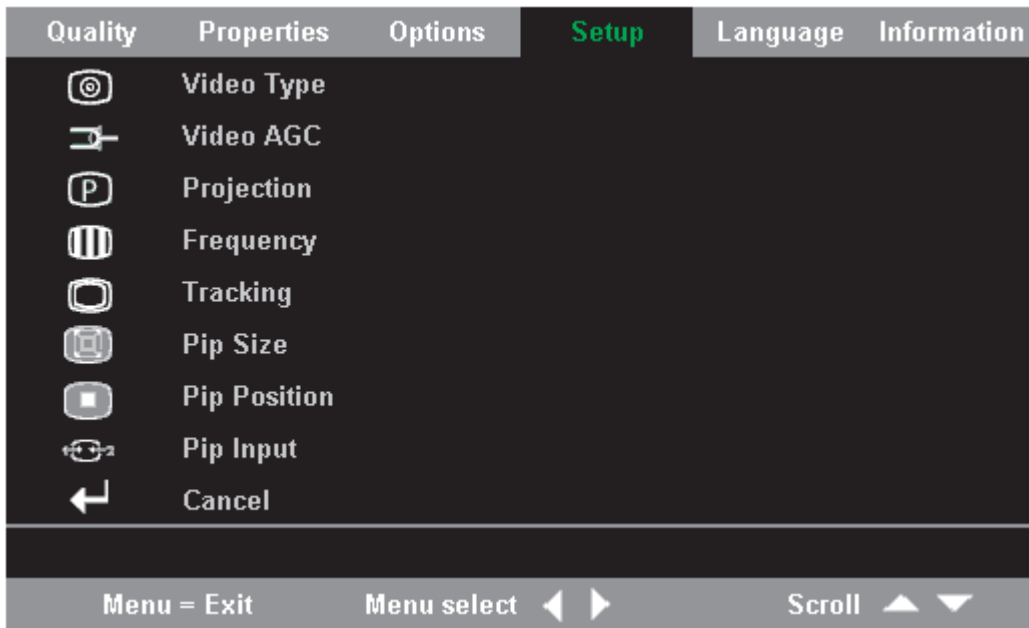 Quality Properties Options Setup Language Information
Video Type
Video AGC
P Projection
Frequency
Tracking
Pip Size
Pip Position
Pip Input
Cancel
Menu = Exit Menu select Scroll